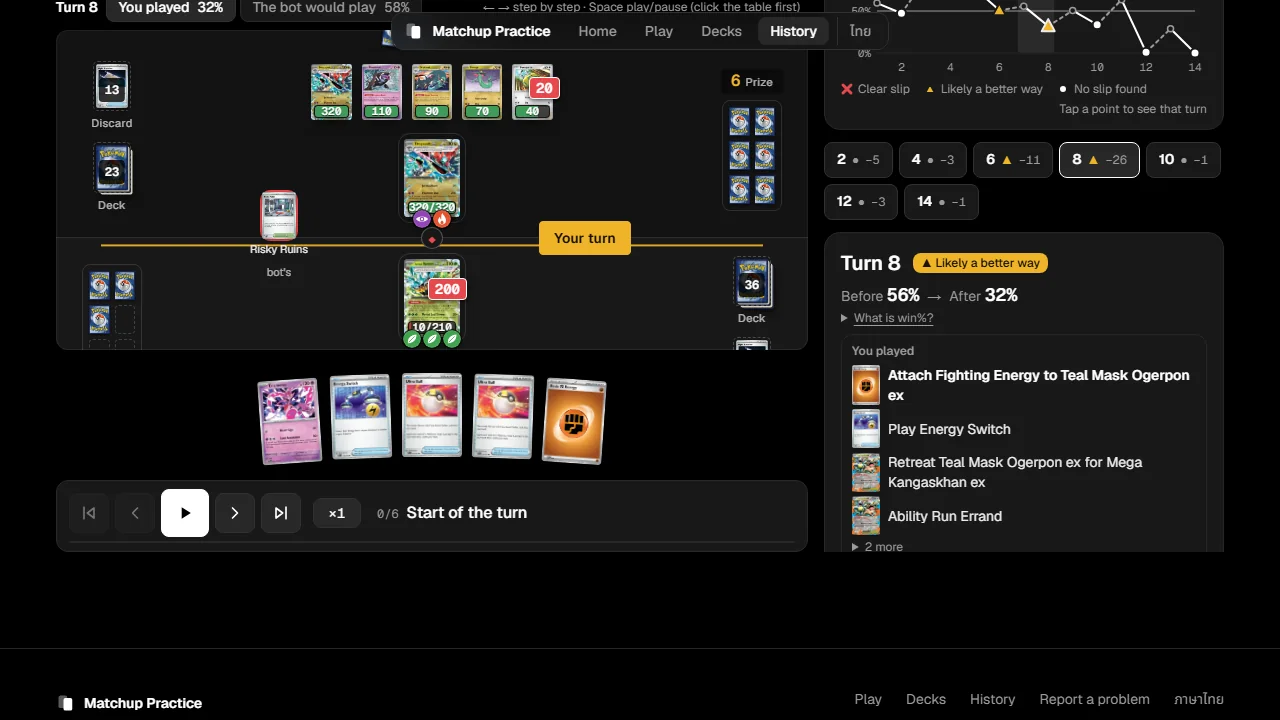 Turn 8
You played 32%
The bot would play 58%
← → step by step · Space play/pause (click the table first)
Matchup Practice
Home
Play
Decks
History
ไทย
13
Discard
23
Deck
320
110
90
70
20
40
6 Prize
320/320
Risky Ruins
bot's
Your turn
200
10/210
36
Deck
Energy Switch
Ultra Ball
Ultra Ball
×1
0/6 Start of the turn
50%
0%
2 4 6 8 10 12 14
Clear slip
Likely a better way
No slip found
Tap a point to see that turn
2 −5
4 −3
6 −11
8 −26
10 −1
12 −3
14 −1
Turn 8
Likely a better way
Before 56% → After 32%
What is win%?
You played
Attach Fighting Energy to Teal Mask Ogerpon
ex
Play Energy Switch
Retreat Teal Mask Ogerpon ex for Mega
Kangaskhan ex
Ability Run Errand
2 more
Matchup Practice
Play
Decks
History
Report a problem
ภาษาไทย